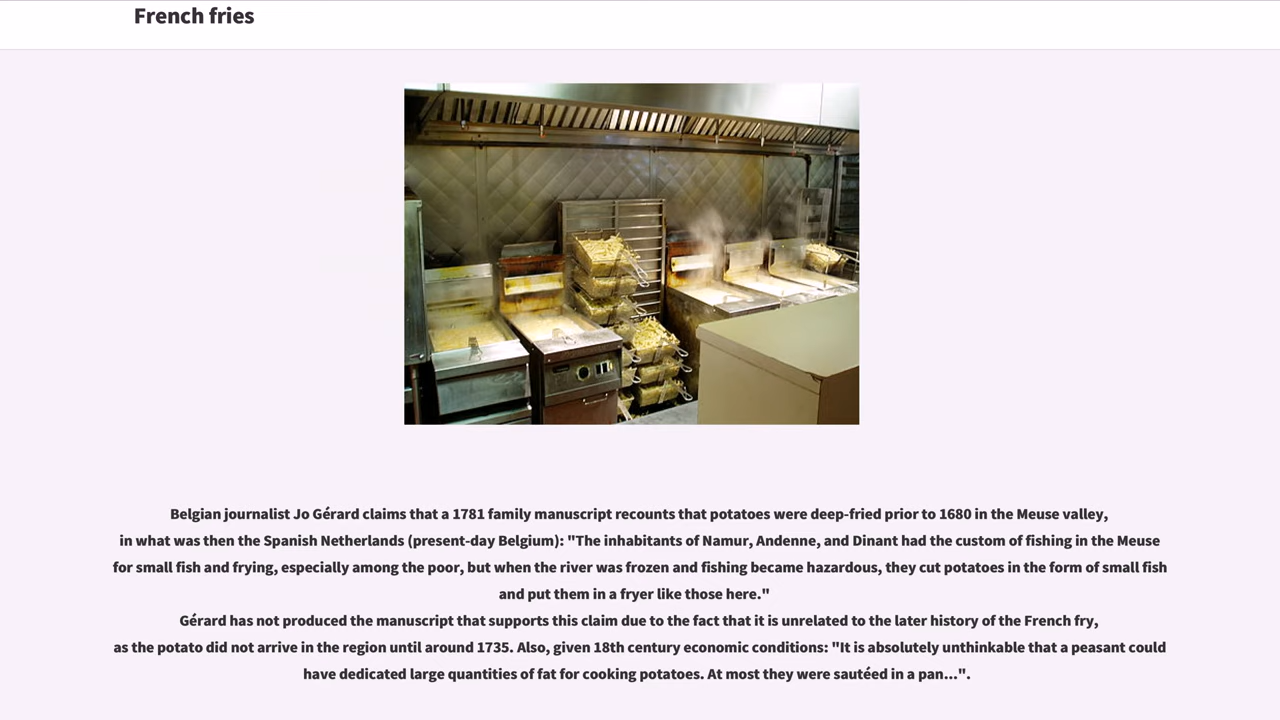 French fries
Belgian journalist Jo Gérard claims that a 1781 family manuscript recounts that potatoes were deep-fried prior to 1680 in the Meuse valley,
in what was then the Spanish Netherlands (present-day Belgium): "The inhabitants of Namur, Andenne, and Dinant had the custom of fishing in the Meuse
for small fish and frying, especially among the poor, but when the river was frozen and fishing became hazardous, they cut potatoes in the form of small fish
and put them in a fryer like those here."
Gérard has not produced the manuscript that supports this claim due to the fact that it is unrelated to the later history of the French fry,
as the potato did not arrive in the region until around 1735. Also, given 18th century economic conditions: "It is absolutely unthinkable that a peasant could
have dedicated large quantities of fat for cooking potatoes. At most they were sautéed in a pan...".